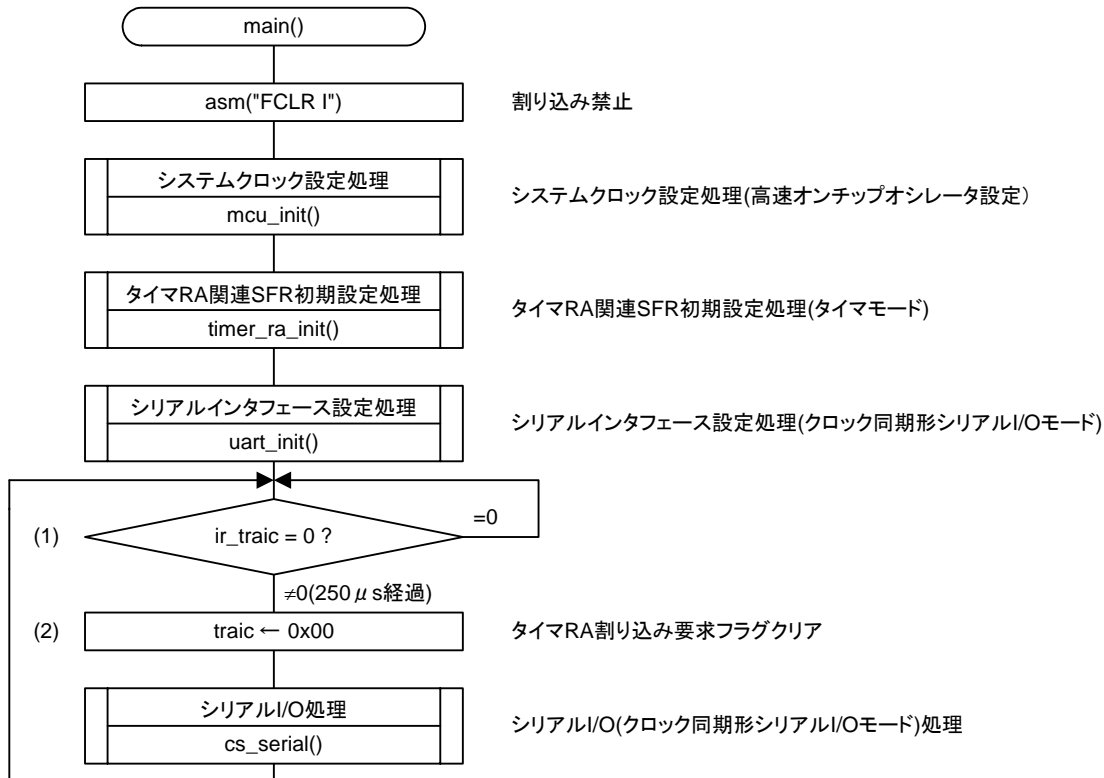 main()
asm("FCLR I")
割り込み禁止
システムクロック設定処理
mcu_init()
システムクロック設定処理(高速オンチップオシレータ設定）
タイマRA関連SFR初期設定処理
timer_ra_init()
タイマRA関連SFR初期設定処理(タイマモード)
シリアルインタフェース設定処理
uart_init()
シリアルインタフェース設定処理(クロック同期形シリアルI/Oモード)
(1)
ir_traic = 0 ?
=0
≠0(250μs経過)
(2)
traic ← 0x00
タイマRA割り込み要求フラグクリア
シリアルI/O処理
cs_serial()
シリアルI/O(クロック同期形シリアルI/Oモード)処理